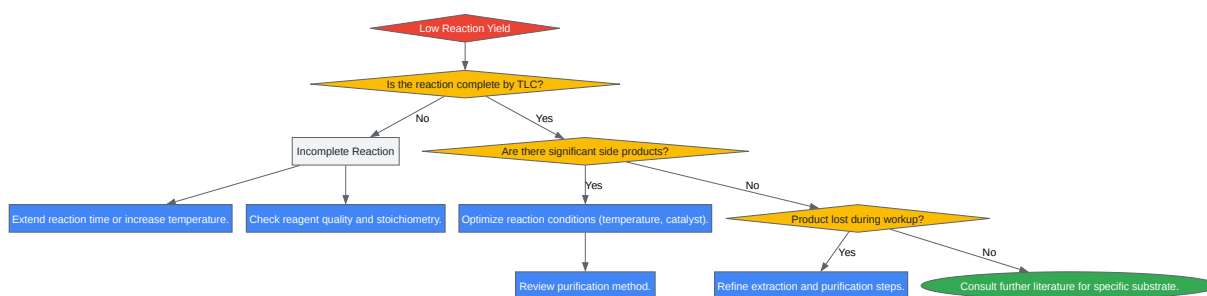 Low Reaction Yield
Is the reaction complete by TLC?
No
Yes
Incomplete Reaction
Are there significant side products?
Yes
No
Extend reaction time or increase temperature.
Check reagent quality and stoichiometry.
Optimize reaction conditions (temperature, catalyst).
Product lost during workup?
Yes
No
Review purification method.
Refine extraction and purification steps.
Consult further literature for specific substrate.